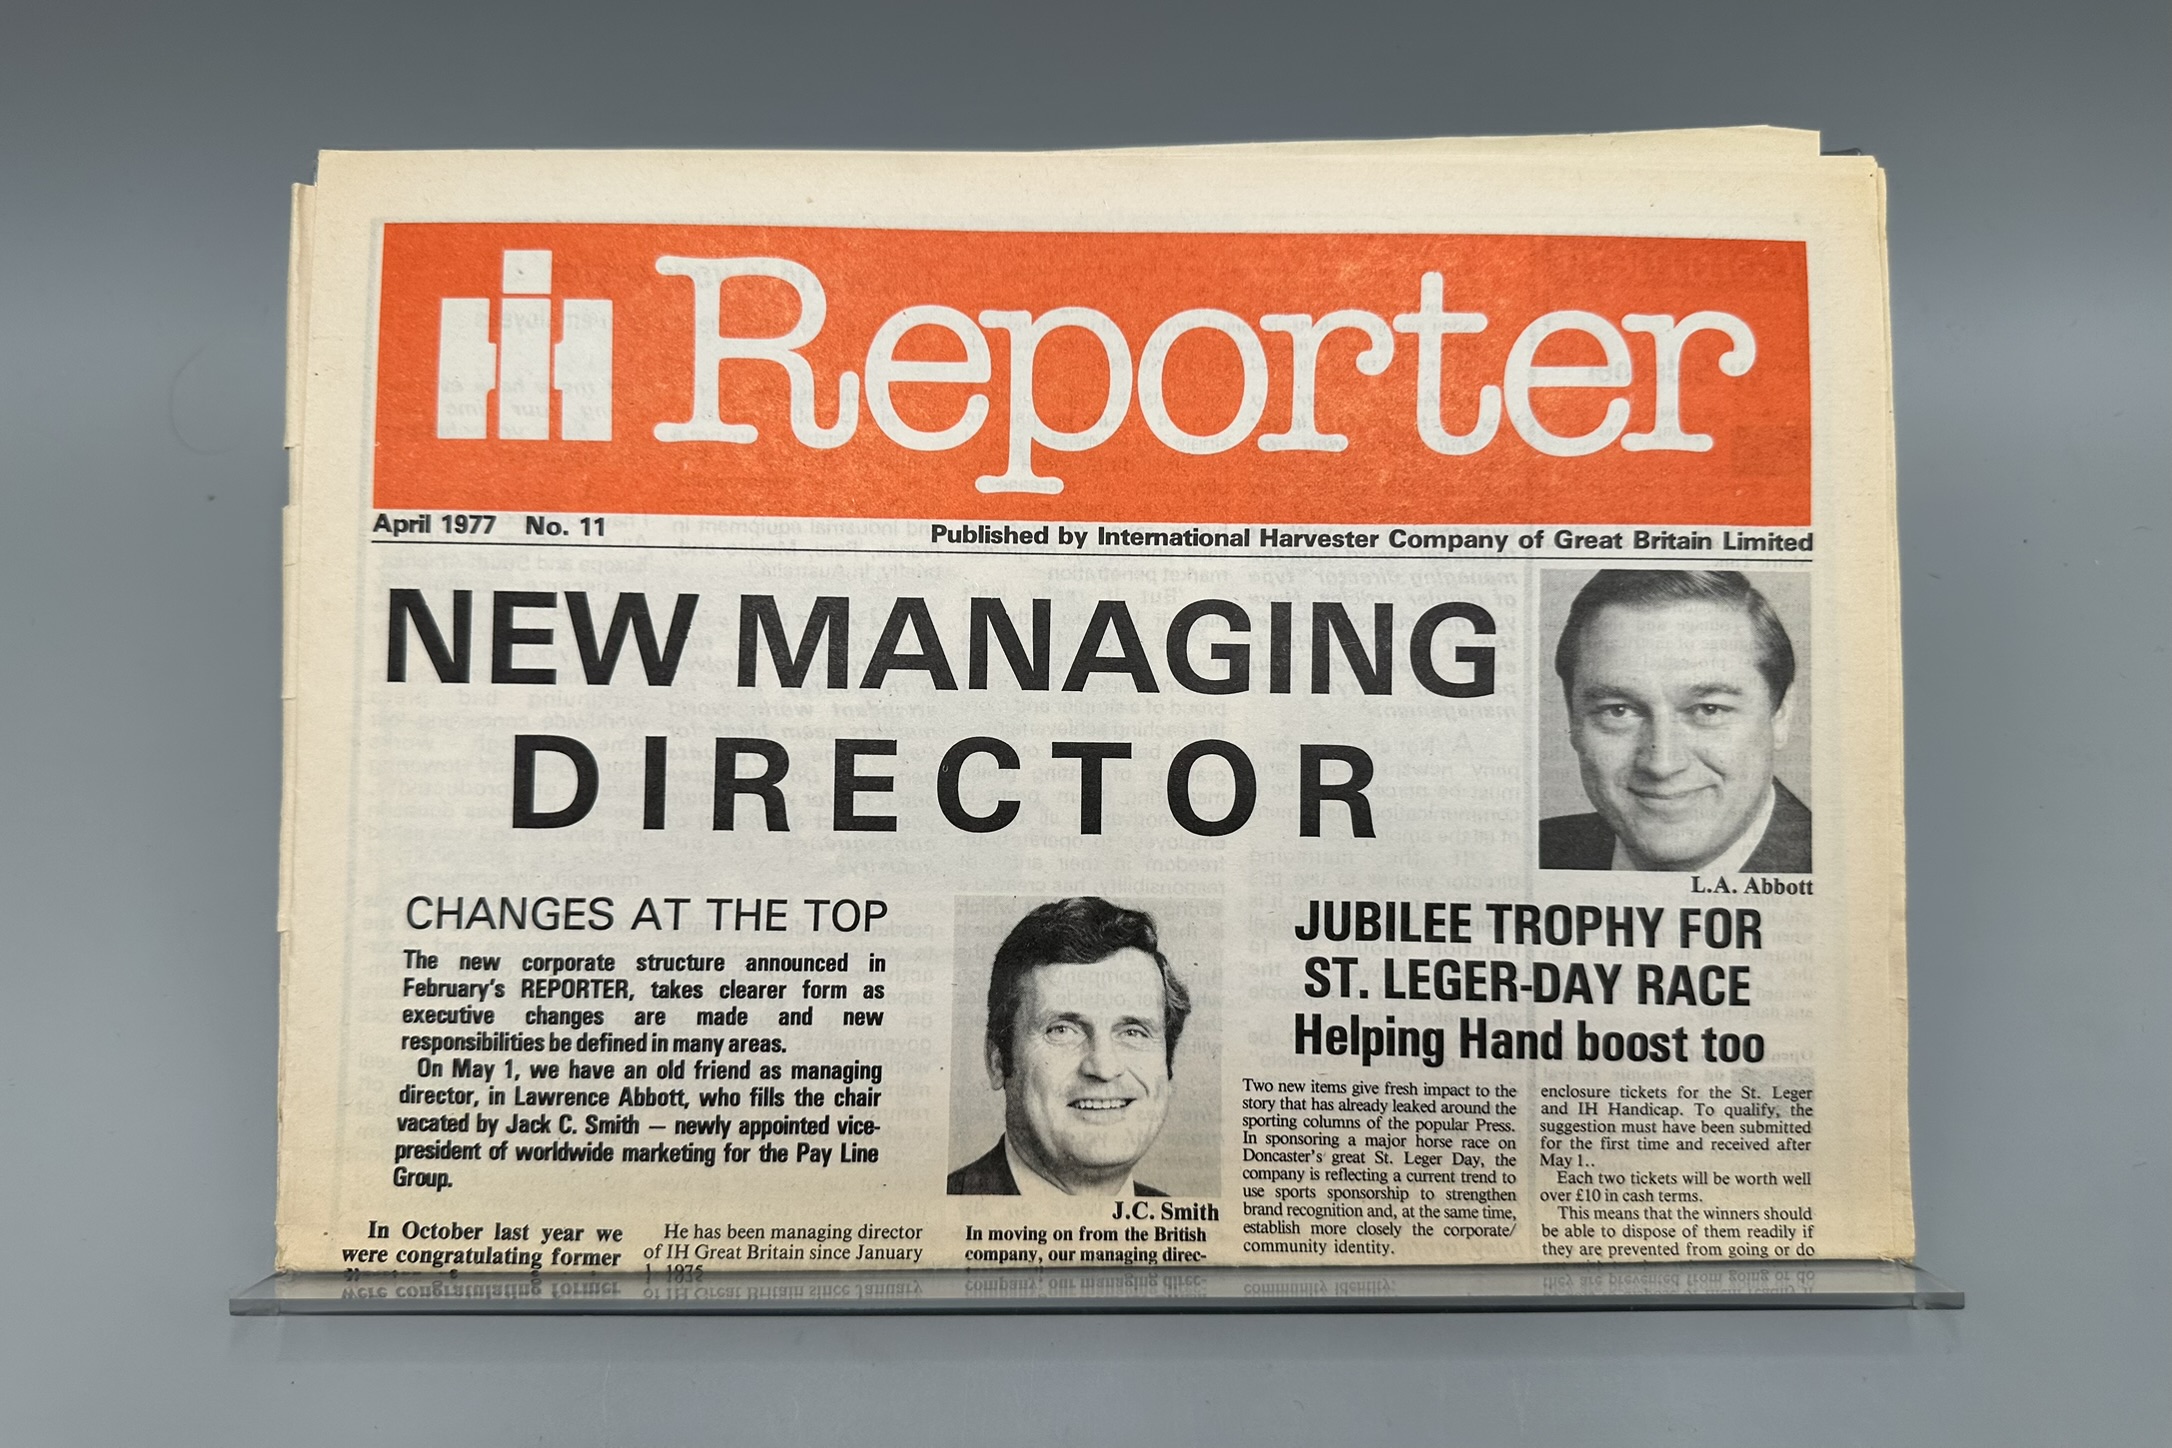 Reporter
April 1977 No. 11
Published by International Harvester Company of Great Britain Limited
NEW MANAGING
DIRECTOR
L.A. Abbott
CHANGES AT THE TOP
The new corporate structure announced in
February's REPORTER, takes clearer form as
executive changes are made and new
responsibilities be defined in many areas.
On May 1, we have an old friend as managing
director, in Lawrence Abbott, who fills the chair
vacated by Jack C. Smith — newly appointed vice-
president of worldwide marketing for the Pay Line
Group.
In October last year we
were congratulating former
He has been managing director
of IH Great Britain since January
1 1975
J.C. Smith
In moving on from the British
company, our managing direc-
JUBILEE TROPHY FOR
ST. LEGER-DAY RACE
Helping Hand boost too
Two new items give fresh impact to the
story that has already leaked around the
sporting columns of the popular Press.
In sponsoring a major horse race on
Doncaster's great St. Leger Day, the
company is reflecting a current trend to
use sports sponsorship to strengthen
brand recognition and, at the same time,
establish more closely the corporate/
community identity.
enclosure tickets for the St. Leger
and IH Handicap. To qualify, the
suggestion must have been submitted
for the first time and received after
May 1..
Each two tickets will be worth well
over £10 in cash terms.
This means that the winners should
be able to dispose of them readily if
they are prevented from going or do